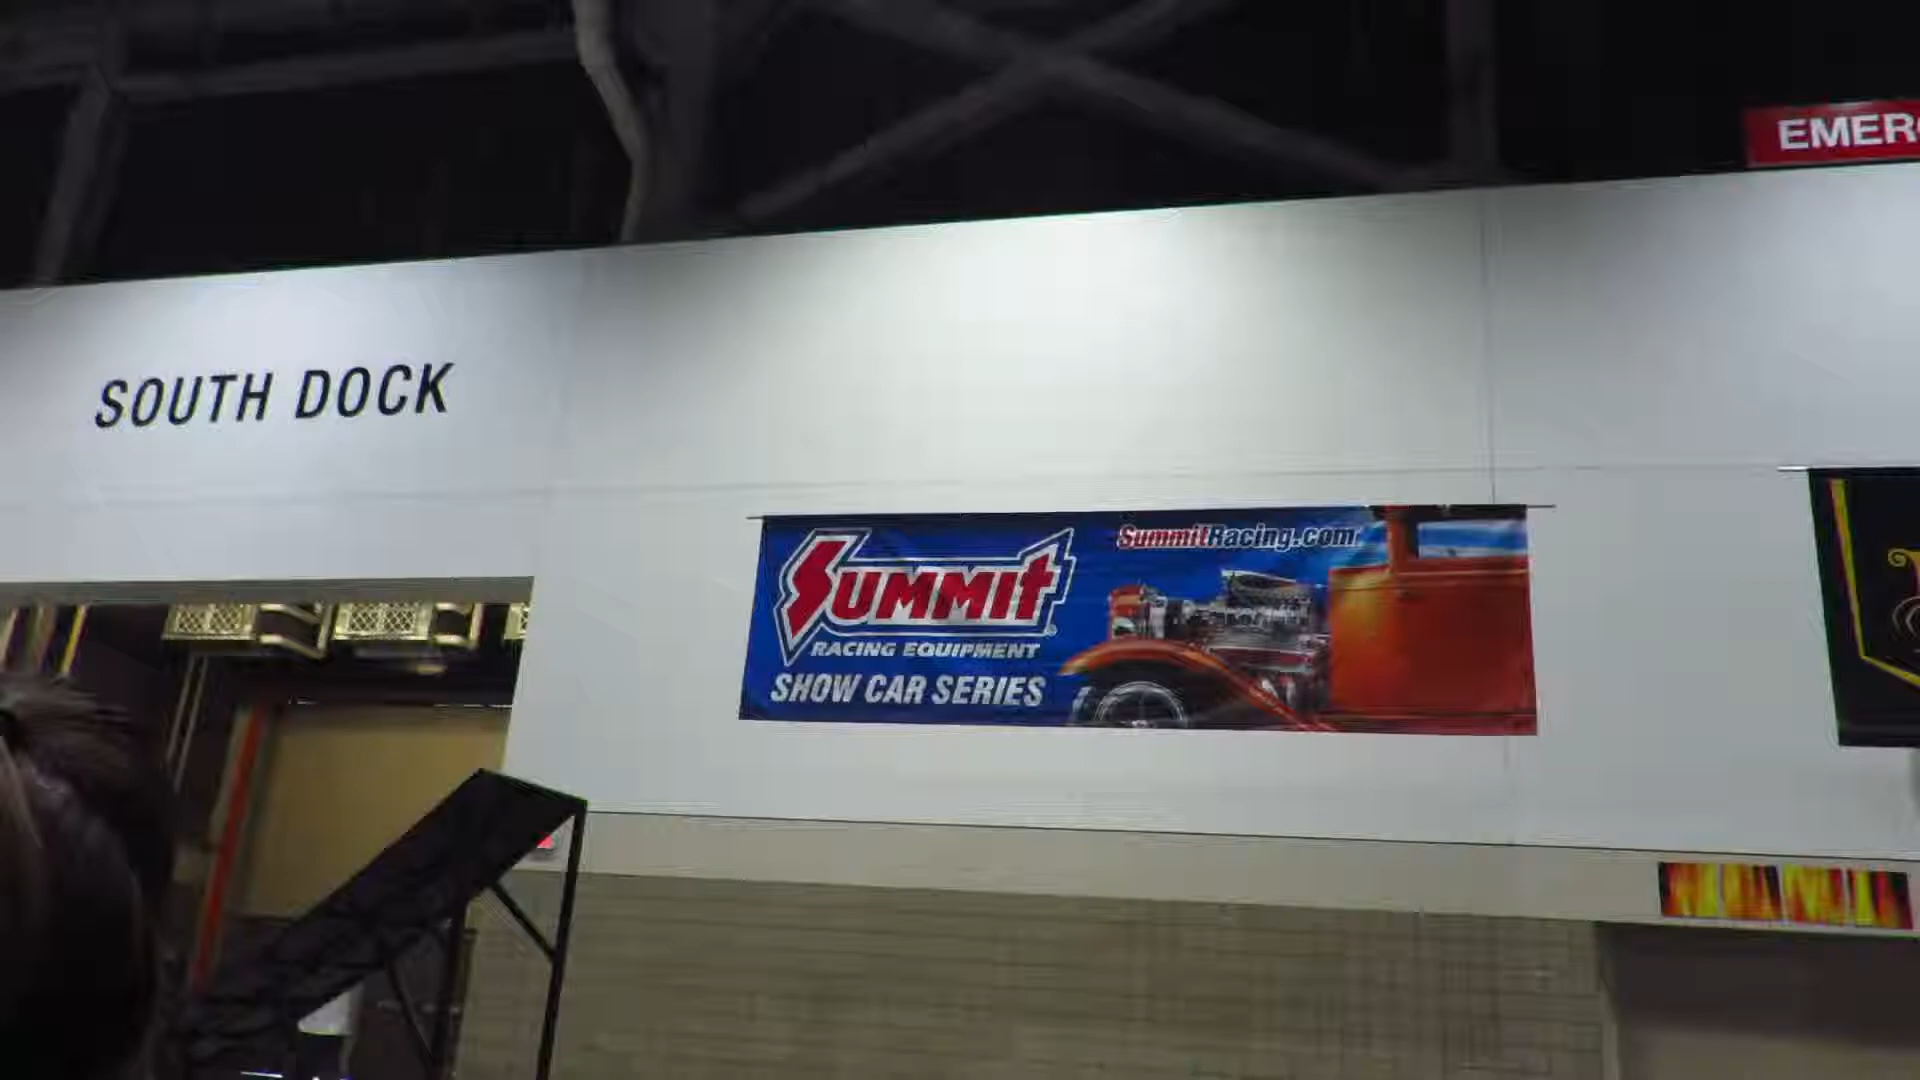 EMERG
SOUTH DOCK
SummitRacing.com
SUMMIT
RACING EQUIPMENT
SHOW CAR SERIES